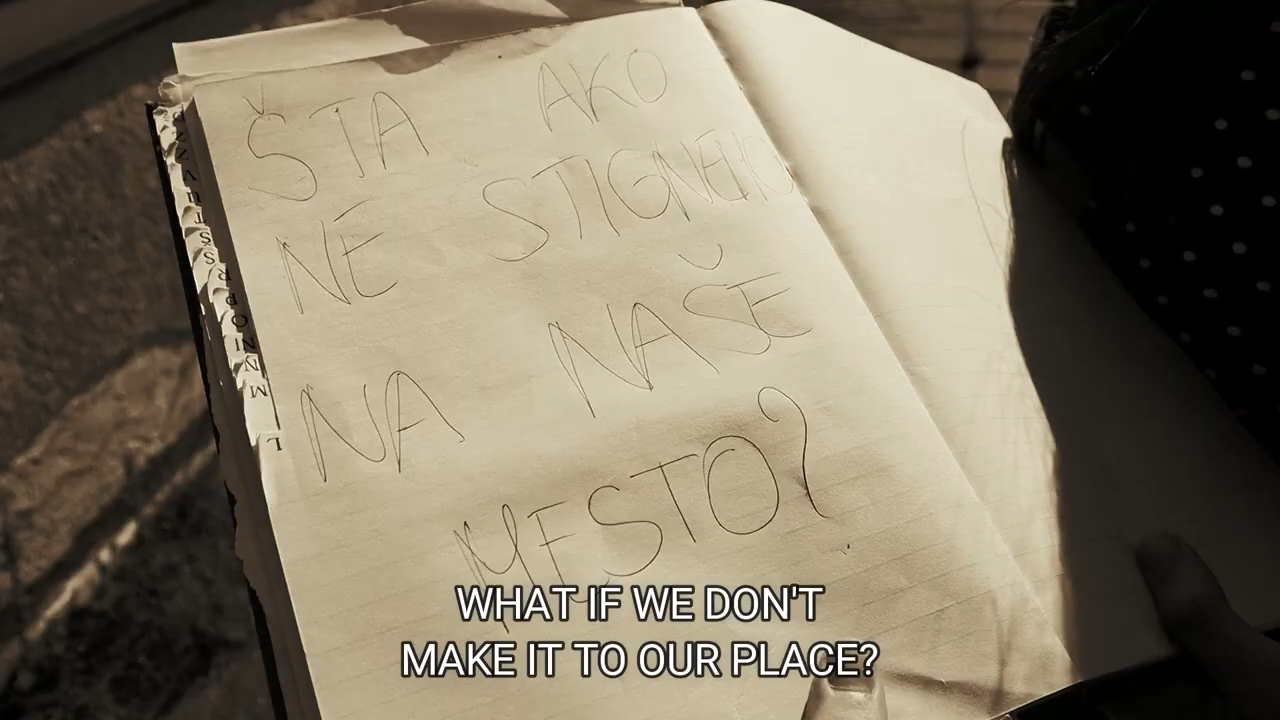 ŠTA AKO
NE STIGNEMO
NA NAŠE
MESTO?
WHAT IF WE DON'T
MAKE IT TO OUR PLACE?
L
M
N
O
P
R
S
Š
T
U
V
Z
Ž